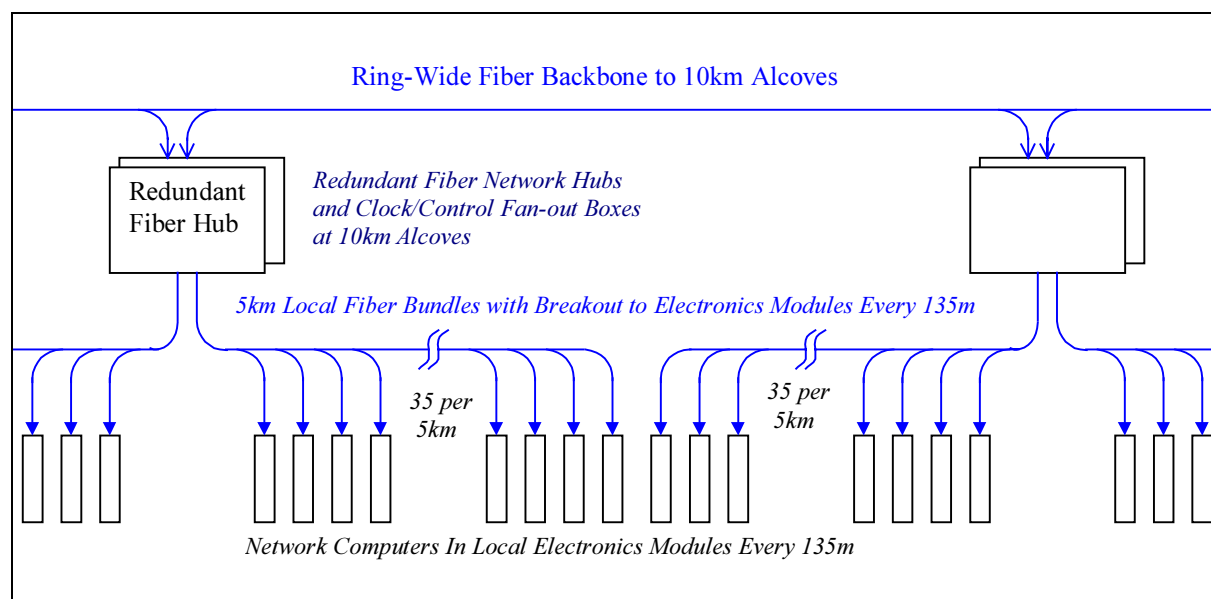 Ring-Wide Fiber Backbone to 10km Alcoves
Redundant
Fiber Hub
Redundant Fiber Network Hubs
and Clock/Control Fan-out Boxes
at 10km Alcoves
5km Local Fiber Bundles with Breakout to Electronics Modules Every 135m
35 per
5km
35 per
5km
Network Computers In Local Electronics Modules Every 135m